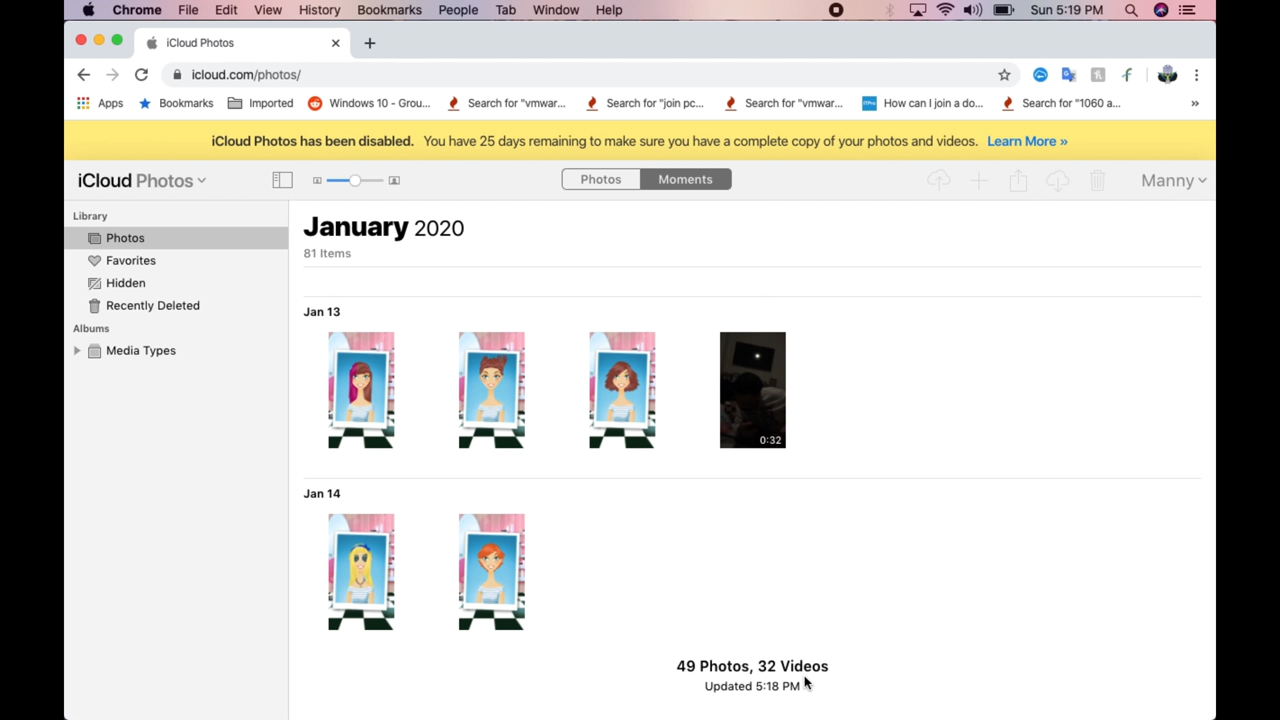 Chrome File Edit View History Bookmarks People Tab Window Help Sun 5:19 PM
iCloud Photos
icloud.com/photos/
Apps Bookmarks Imported Windows 10 - Grou... Search for "vmwar... Search for "join pc... Search for "vmwar... How can I join a do... Search for "1060 a... »
iCloud Photos has been disabled. You have 25 days remaining to make sure you have a complete copy of your photos and videos. Learn More »
iCloud Photos Photos Moments Manny
Library
Photos
Favorites
Hidden
Recently Deleted
Albums
Media Types
January 2020
81 Items
Jan 13
0:32
Jan 14
49 Photos, 32 Videos
Updated 5:18 PM